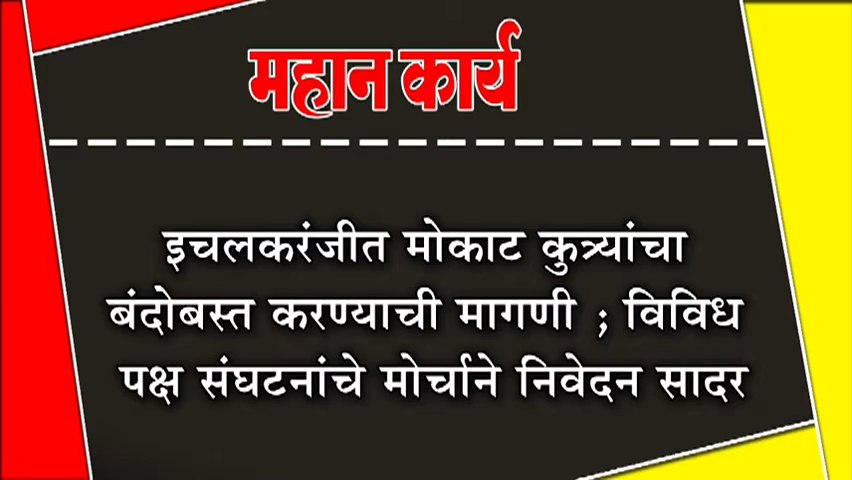 महान कार्य
इचलकरंजीत मोकाट कुत्र्यांचा
बंदोबस्त करण्याची मागणी ; विविध
पक्ष संघटनांचे मोर्चाने निवेदन सादर